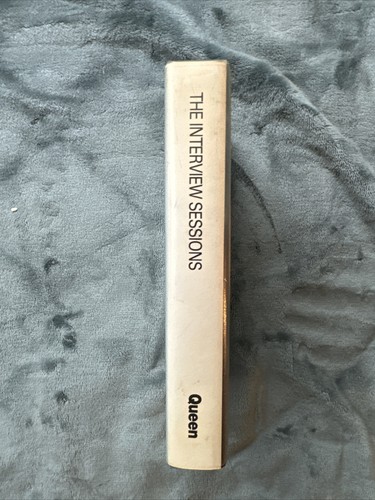 THE INTERVIEW SESSIONS
Queen